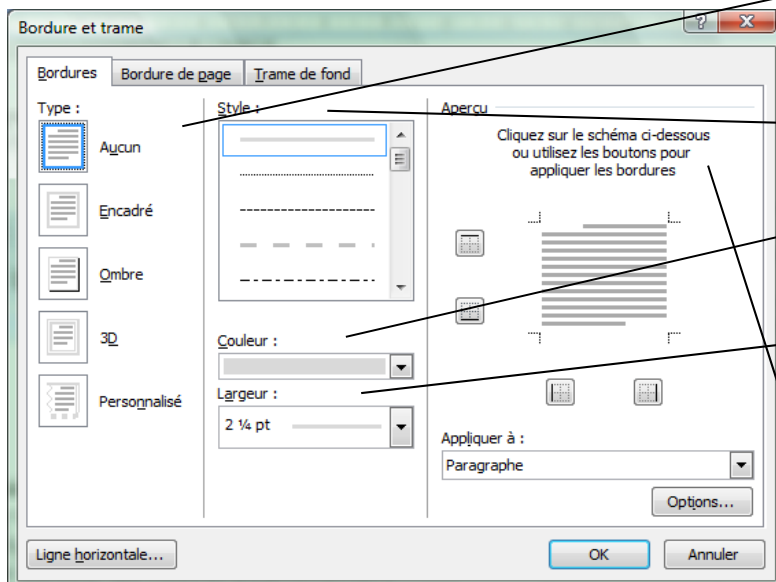 Bordure et trame
?
X
Bordures
Bordure de page
Trame de fond
Type :
Aucun
Encadré
Ombre
3D
Personnalisé
Style :
Couleur :
Largeur :
2 ¼ pt
Aperçu
Cliquez sur le schéma ci-dessous
ou utilisez les boutons pour
appliquer les bordures
Appliquer à :
Paragraphe
Options...
Ligne horizontale...
OK
Annuler